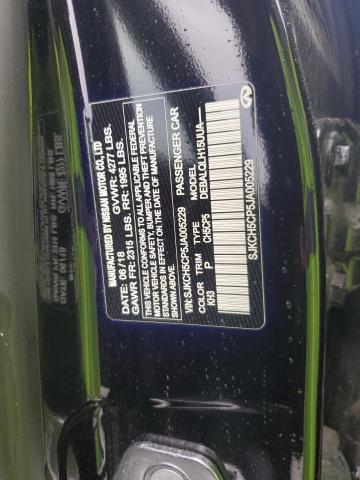 MANUFACTURED BY NISSAN MOTOR CO., LTD
GVWR: 4277 LBS.
DATE: 06/18
GAWR FR: 2315 LBS. RR: 1995 LBS.
THIS VEHICLE CONFORMS TO ALL APPLICABLE FEDERAL
MOTOR VEHICLE SAFETY, BUMPER AND THEFT PREVENTION
STANDARDS IN EFFECT ON THE DATE OF MANUFACTURE
SHOWN ABOVE.
VIN: SJKCH5CP5JA005229 PASSENGER CAR
COLOR TRIM TYPE MODEL
KH3 P CH5CP5 DEBALQLH15UUA----
SJKCH5CP5JA005229